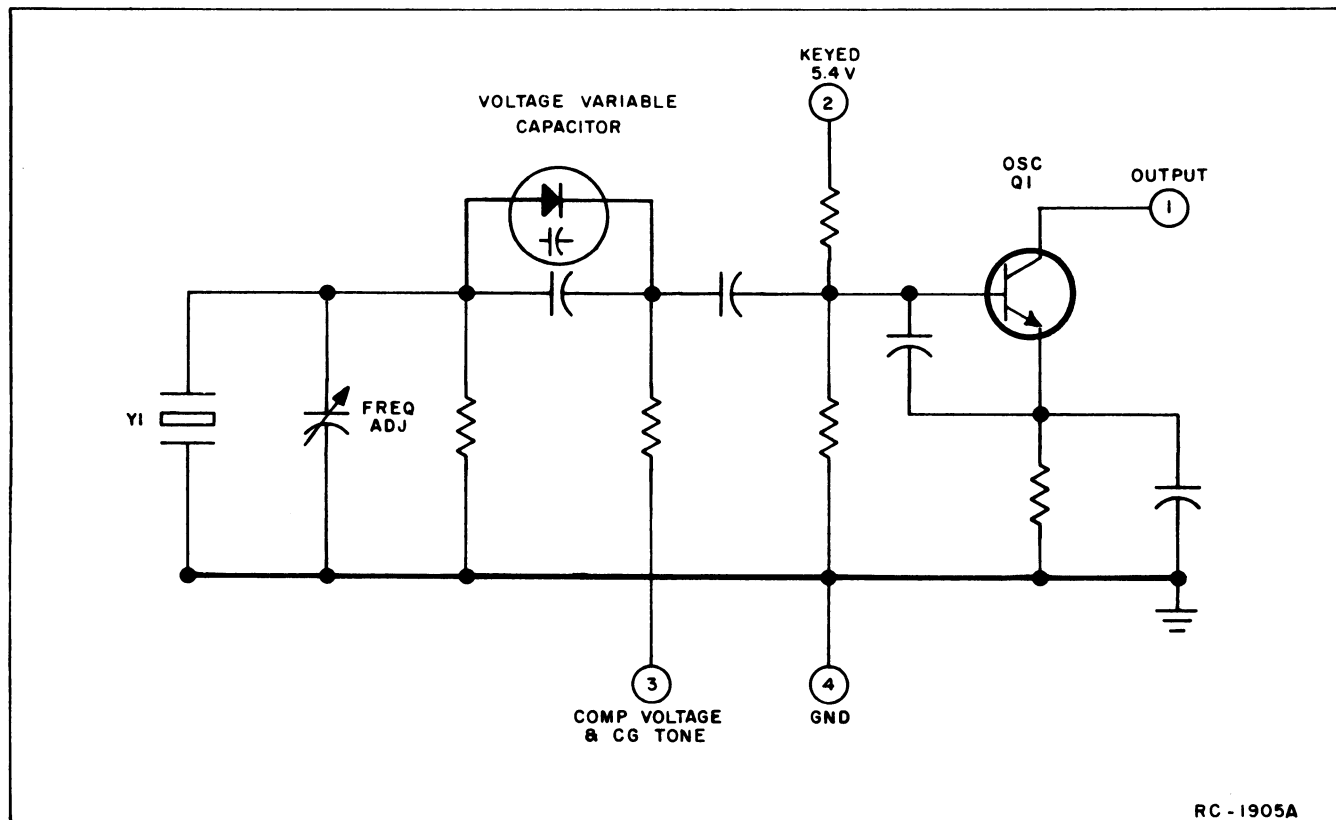 KEYED
5.4 V
2
VOLTAGE VARIABLE
CAPACITOR
OSC
Q1
OUTPUT
1
Y1
FREQ
ADJ
3
COMP VOLTAGE
& CG TONE
4
GND
RC-1905A